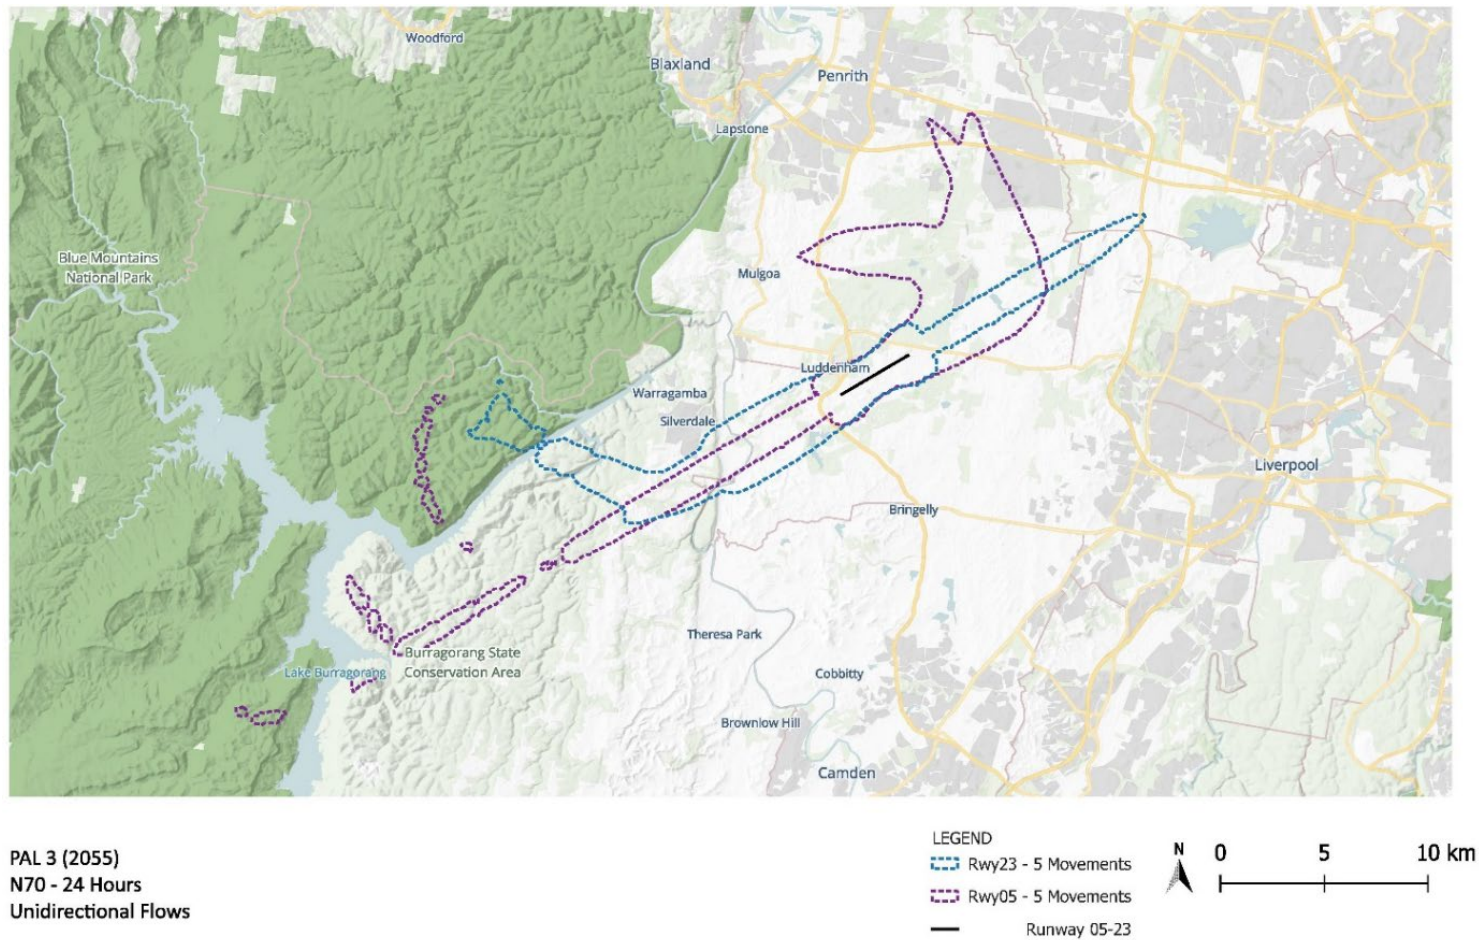 Woodford
Blaxland
Penrith
Lapstone
Blue Mountains
National Park
Mulgoa
Luddenham
Warragamba
Silverdale
Liverpool
Bringelly
Theresa Park
Burragorang State
Conservation Area
Lake Burragorang
Cobbitty
Brownlow Hill
Camden
PAL 3 (2055)
N70 - 24 Hours
Unidirectional Flows
LEGEND
Rwy23 - 5 Movements
Rwy05 - 5 Movements
Runway 05-23
N
0 5 10 km